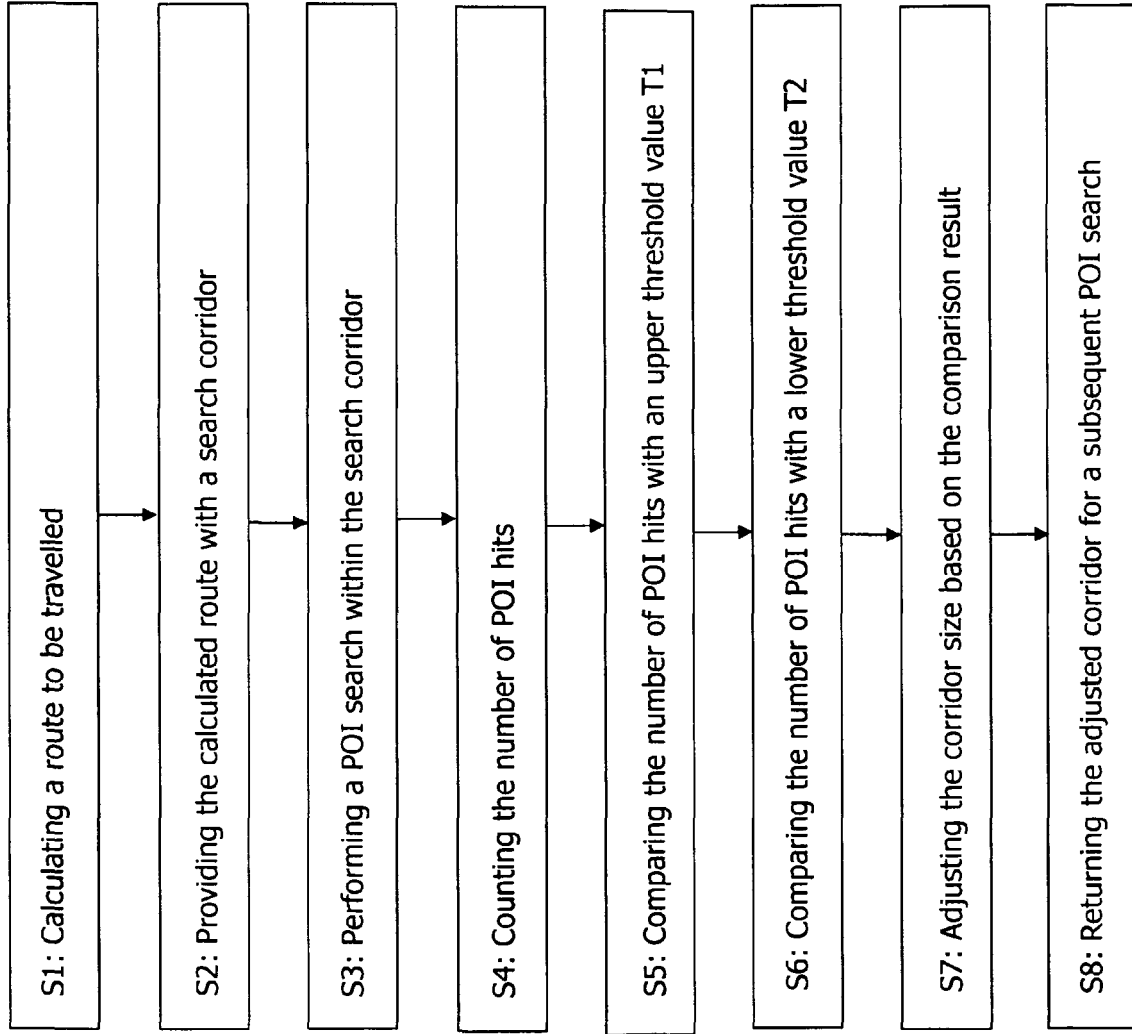 S1: Calculating a route to be travelled
S2: Providing the calculated route with a search corridor
S3: Performing a POI search within the search corridor
S4: Counting the number of POI hits
S5: Comparing the number of POI hits with an upper threshold value T1
S6: Comparing the number of POI hits with a lower threshold value T2
S7: Adjusting the corridor size based on the comparison result
S8: Returning the adjusted corridor for a subsequent POI search